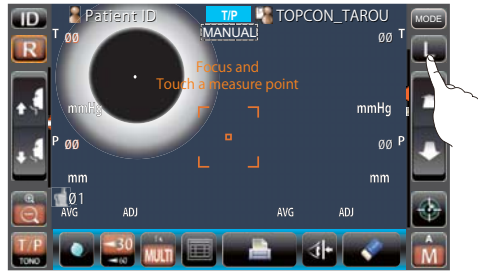 ID Patient ID T/P TOPCON_TAROU MODE
MANUAL
R T 00 00 T L
Focus and
Touch a measure point
mmHg mmHg
P 00 00 P
mm mm
01
AVG ADJ AVG ADJ
T/P TONO 30 60 MULTI A M